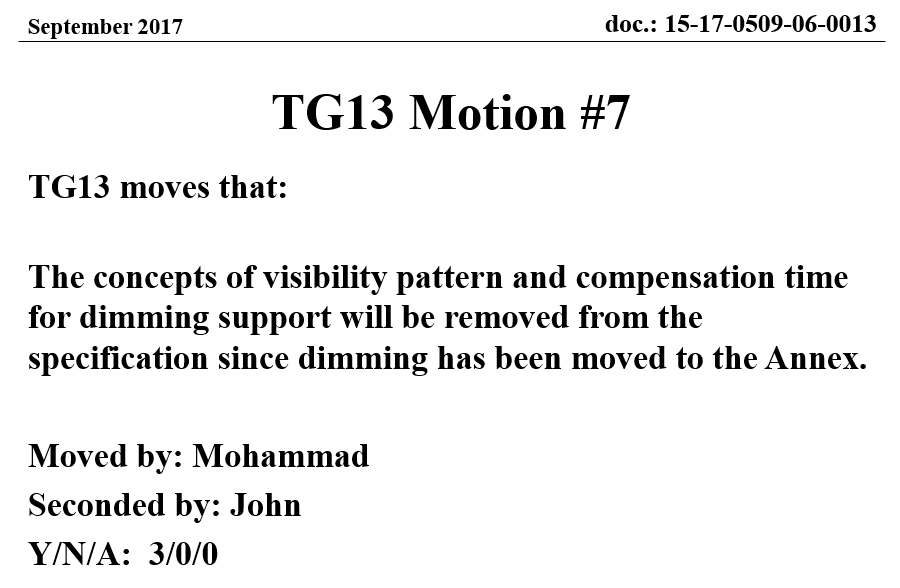 September 2017
doc.: 15-17-0509-06-0013
TG13 Motion #7
TG13 moves that:
The concepts of visibility pattern and compensation time
for dimming support will be removed from the
specification since dimming has been moved to the Annex.
Moved by: Mohammad
Seconded by: John
Y/N/A:  3/0/0